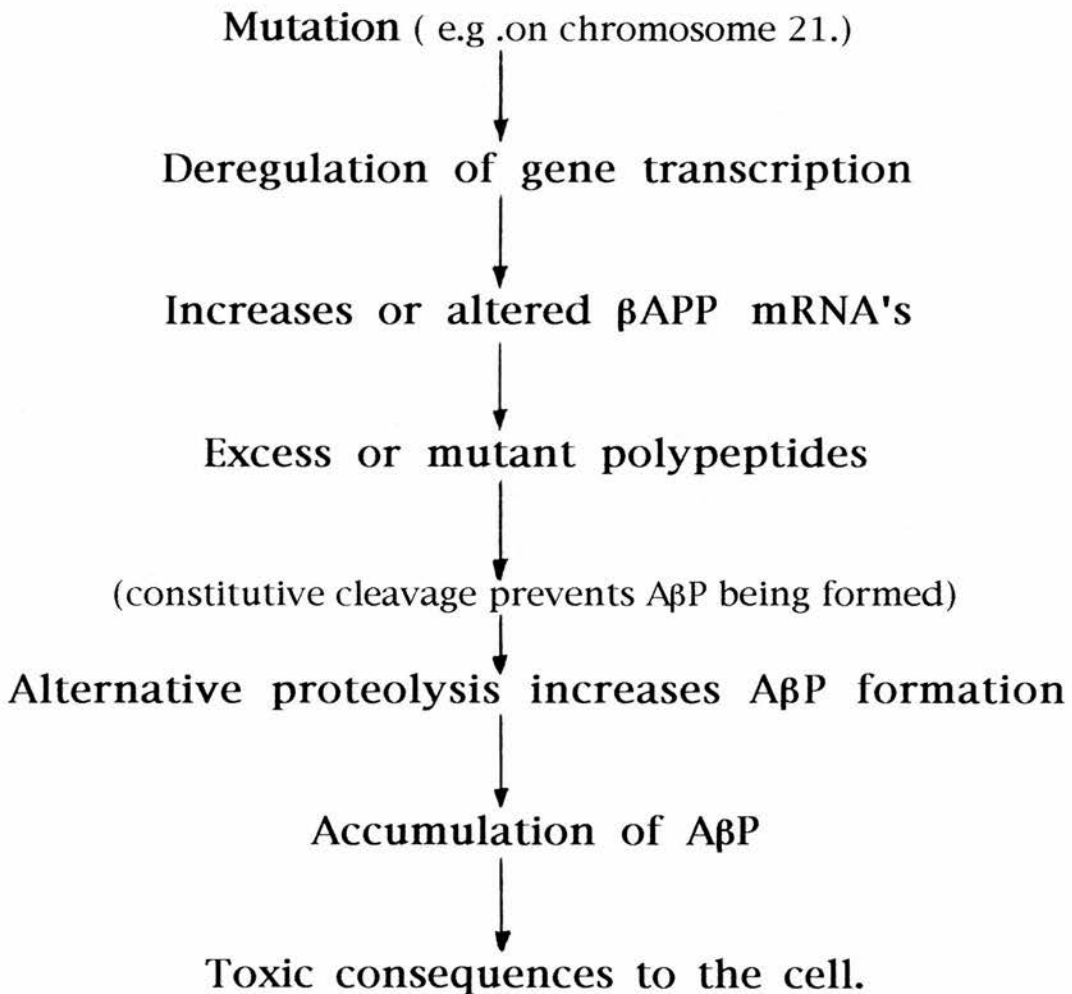 Mutation ( e.g .on chromosome 21.)
Deregulation of gene transcription
Increases or altered βAPP mRNA's
Excess or mutant polypeptides
(constitutive cleavage prevents AβP being formed)
Alternative proteolysis increases AβP formation
Accumulation of AβP
Toxic consequences to the cell.